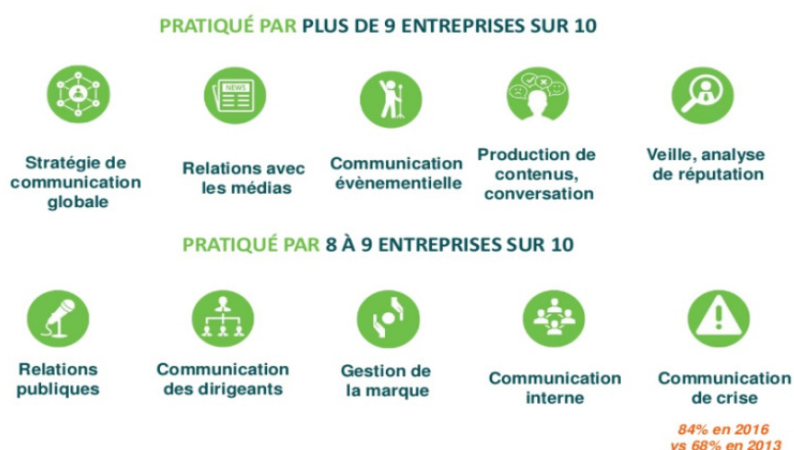 PRATIQUÉ PAR PLUS DE 9 ENTREPRISES SUR 10
NEWS
Stratégie de
communication
globale
Relations avec
les médias
Communication
évènementielle
Production de
contenus,
conversation
Veille, analyse
de réputation
PRATIQUÉ PAR 8 À 9 ENTREPRISES SUR 10
Relations
publiques
Communication
des dirigeants
Gestion de
la marque
Communication
interne
Communication
de crise
84% en 2016
vs 68% en 2013